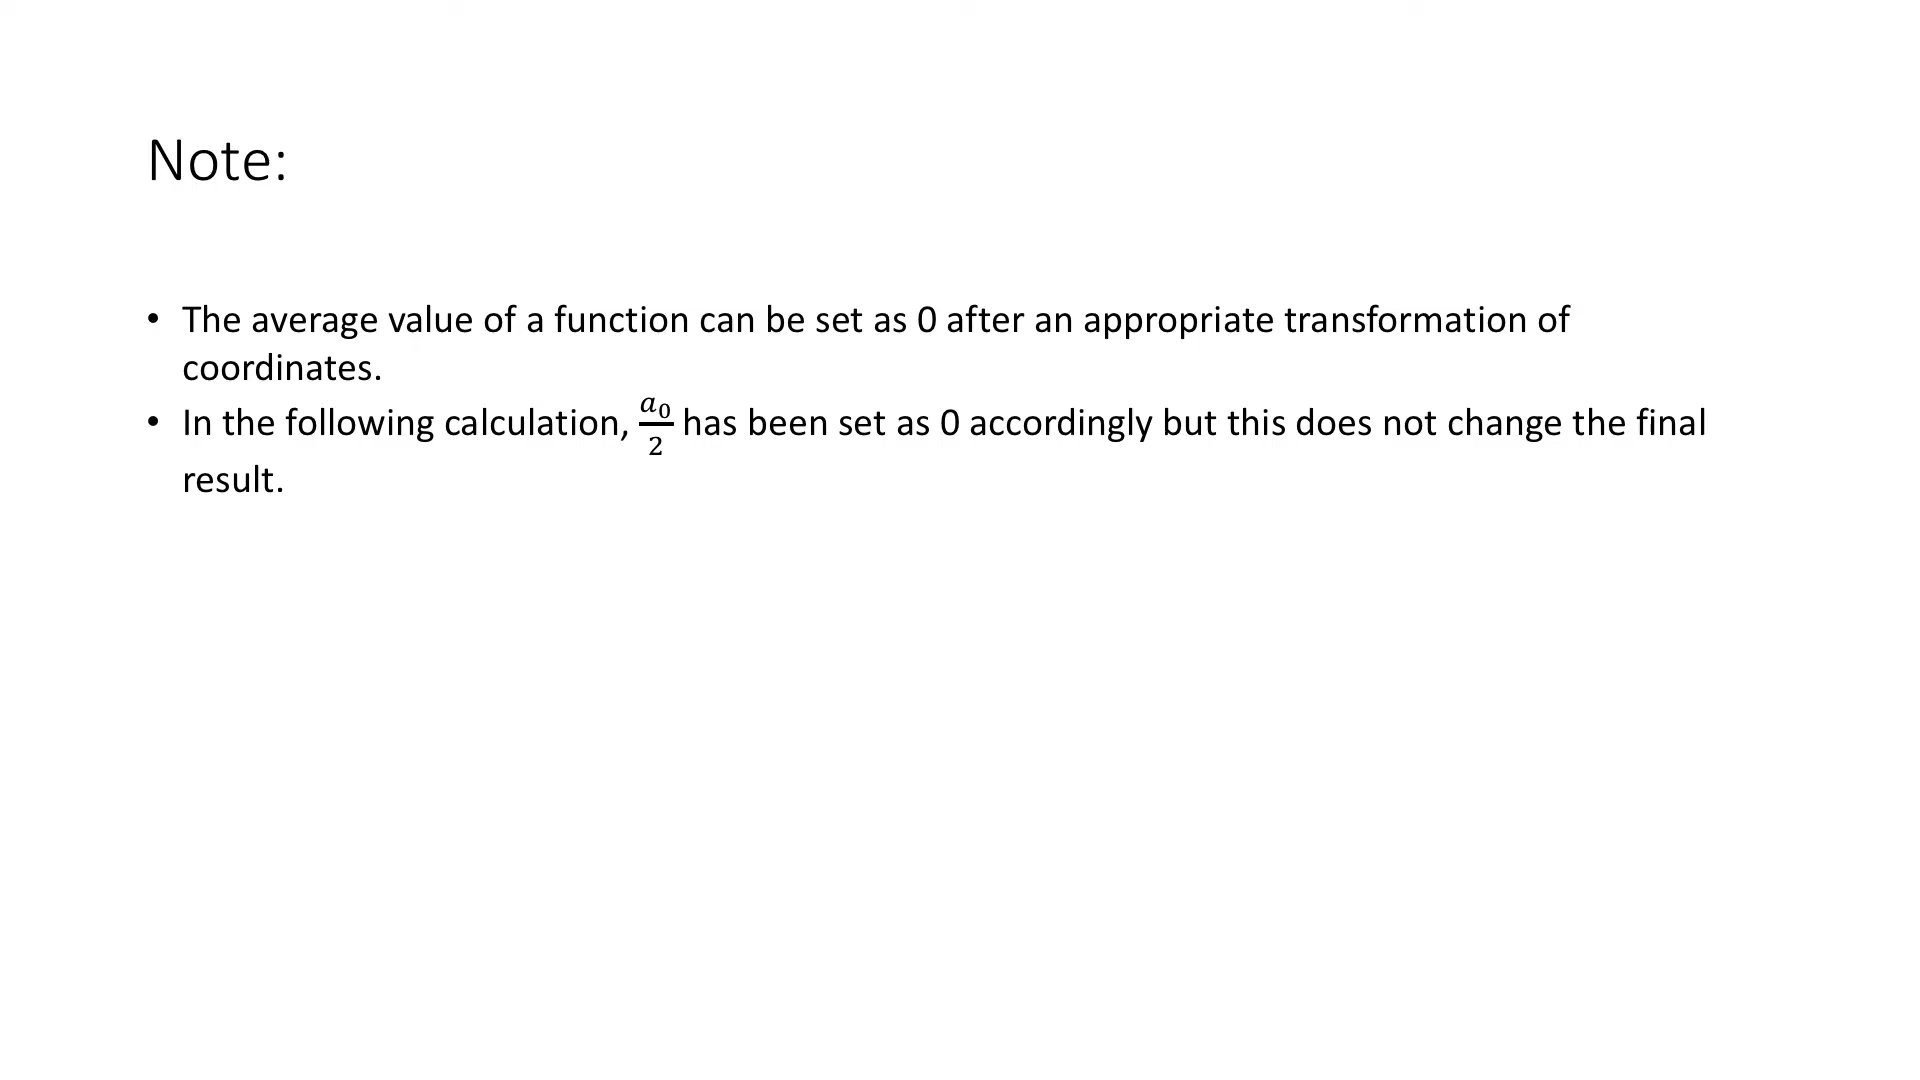 Note:
• The average value of a function can be set as 0 after an appropriate transformation of
coordinates.
• In the following calculation, a₀/2 has been set as 0 accordingly but this does not change the final
result.